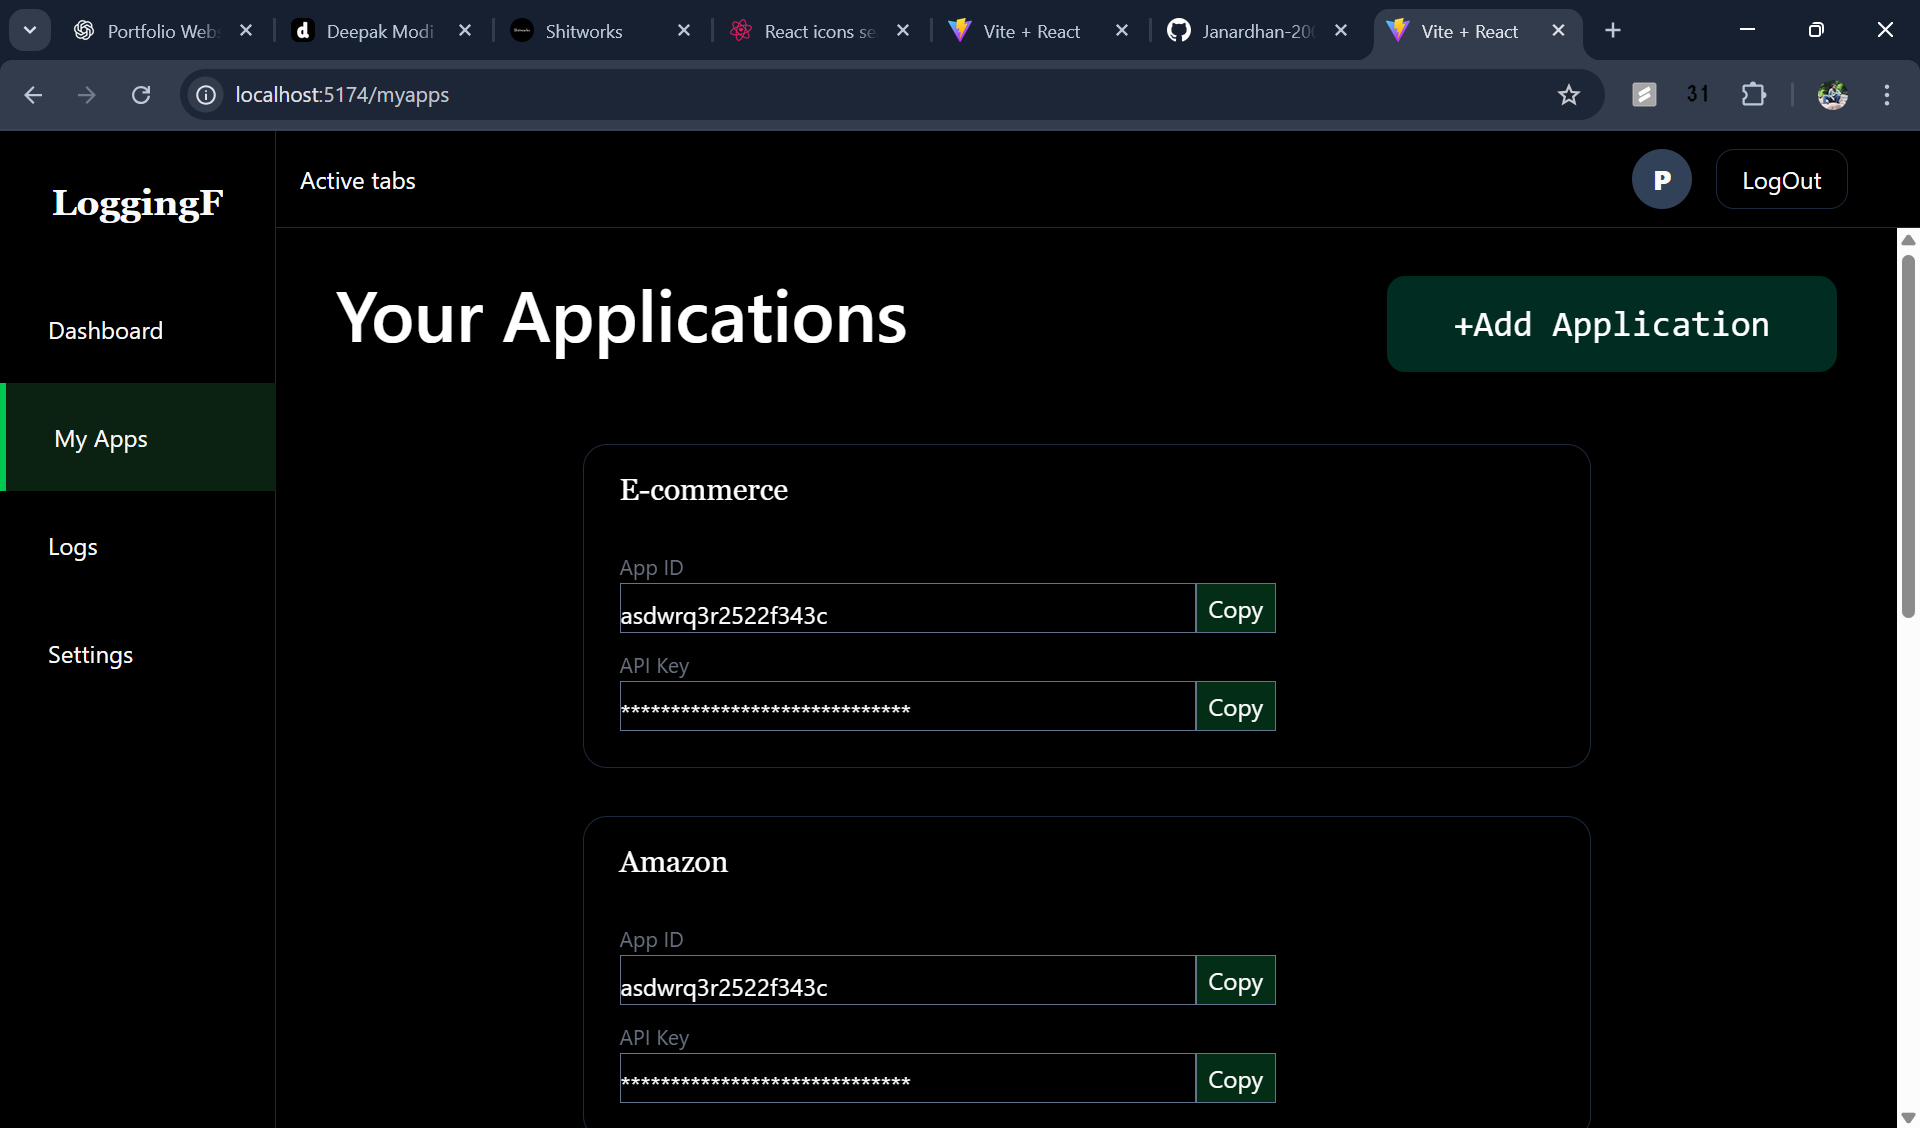 Portfolio Web
Deepak Modi
Shitworks
React icons se
Vite + React
Janardhan-20
Vite + React
localhost:5174/myapps
31
LoggingF
Active tabs
P
LogOut
Dashboard
My Apps
Logs
Settings
Your Applications
+Add Application
E-commerce
App ID
asdwrq3r2522f343c
Copy
API Key
*****************************
Copy
Amazon
App ID
asdwrq3r2522f343c
Copy
API Key
*****************************
Copy